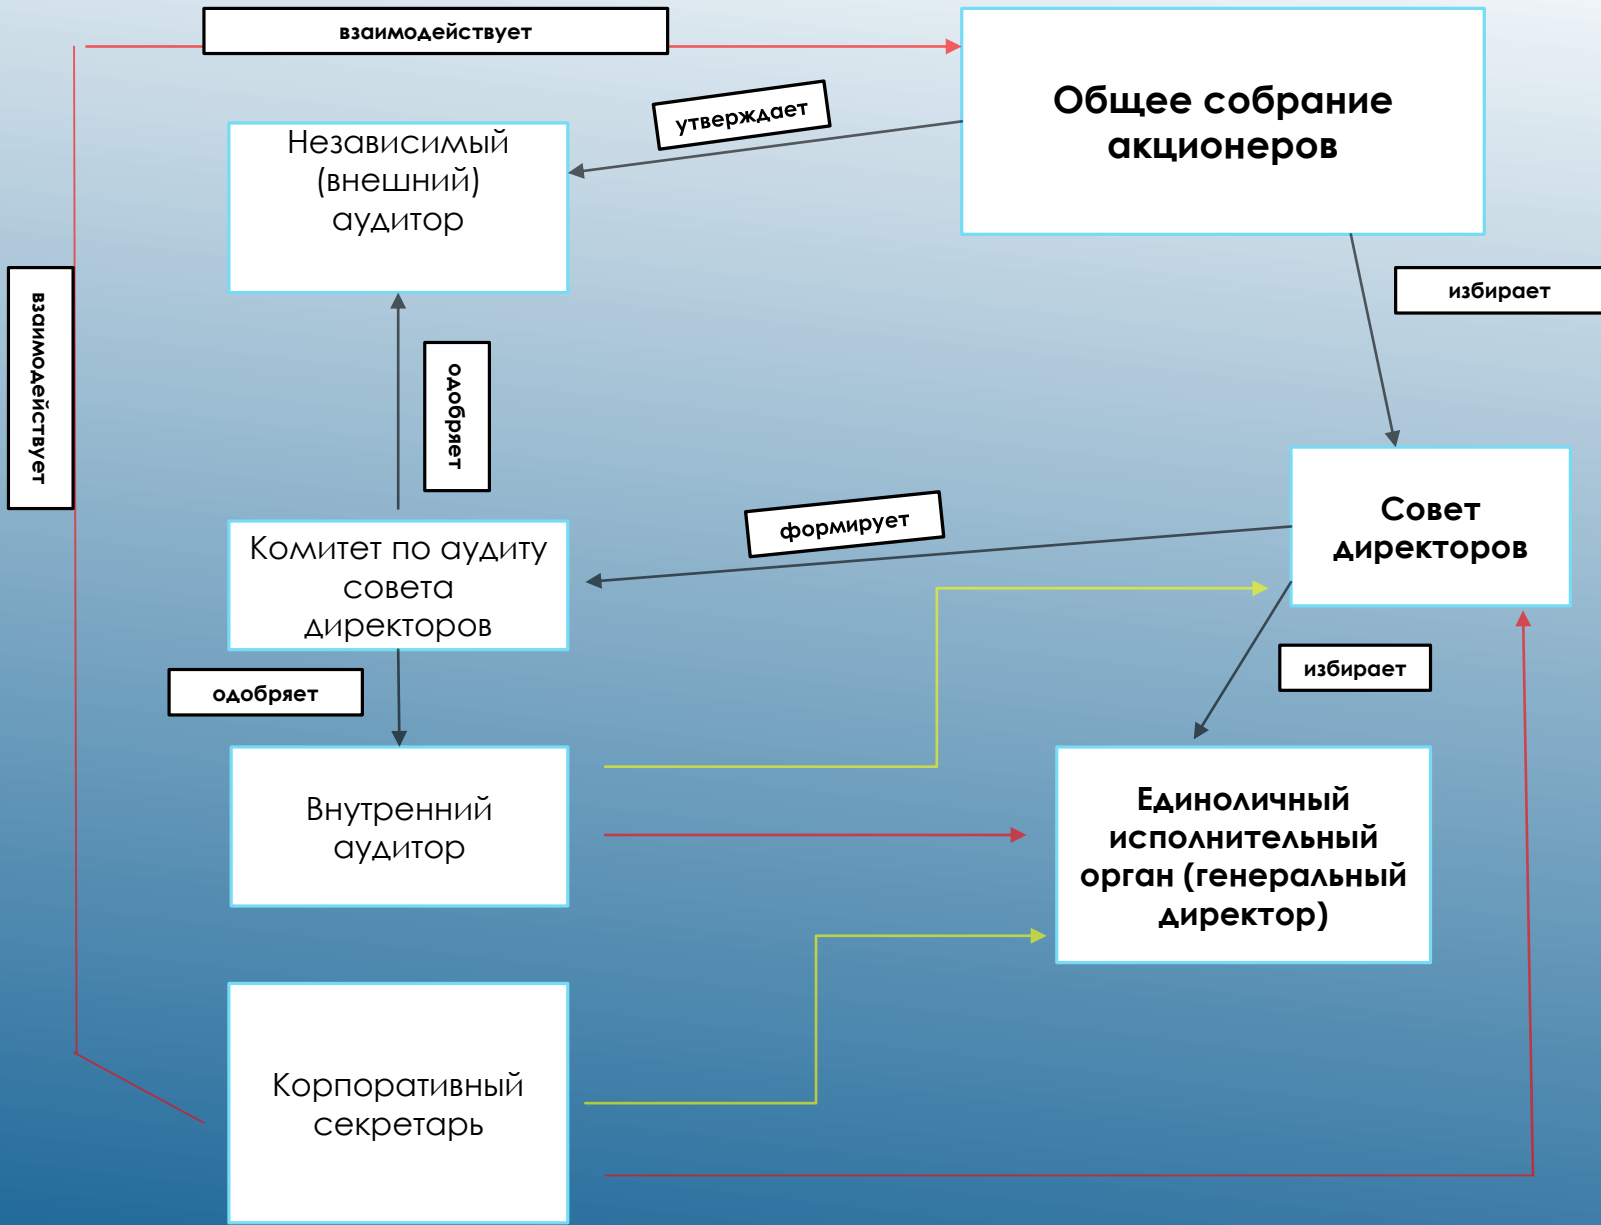 взаимодействует
Общее собрание
акционеров
утверждает
Независимый
(внешний)
аудитор
взаимодействует
избирает
одобряет
Совет
директоров
формирует
Комитет по аудиту
совета
директоров
избирает
одобряет
Внутренний
аудитор
Единоличный
исполнительный
орган (генеральный
директор)
Корпоративный
секретарь